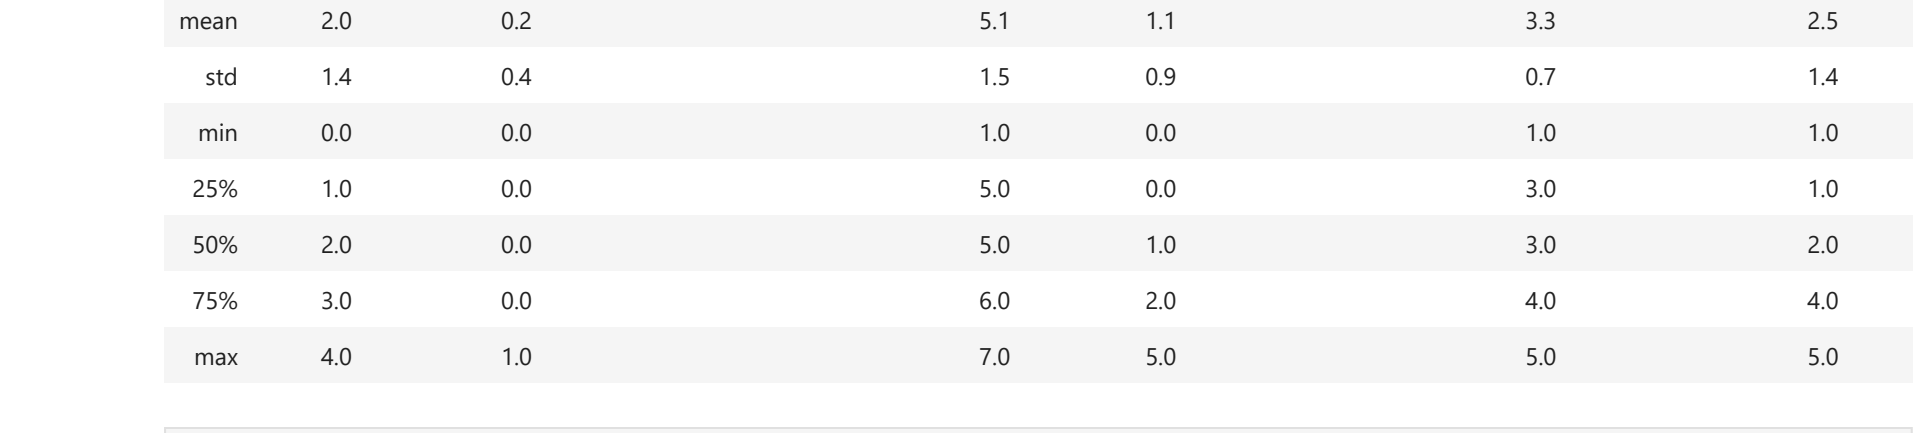 mean 2.0 0.2 5.1 1.1 3.3 2.5
std 1.4 0.4 1.5 0.9 0.7 1.4
min 0.0 0.0 1.0 0.0 1.0 1.0
25% 1.0 0.0 5.0 0.0 3.0 1.0
50% 2.0 0.0 5.0 1.0 3.0 2.0
75% 3.0 0.0 6.0 2.0 4.0 4.0
max 4.0 1.0 7.0 5.0 5.0 5.0